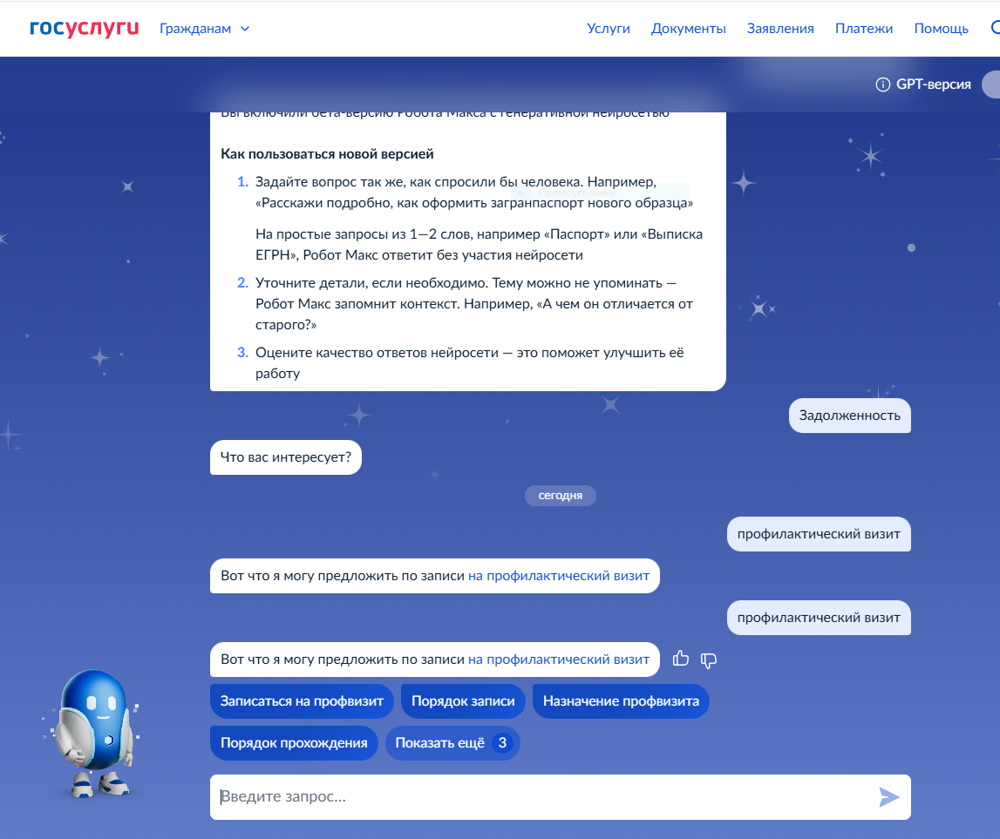 госуслуги Гражданам Услуги Документы Заявления Платежи Помощь
GPT-версия
Вы включили бета-версию Робота Макса с генеративной нейросетью
Как пользоваться новой версией
1. Задайте вопрос так же, как спросили бы человека. Например,
«Расскажи подробно, как оформить загранпаспорт нового образца»
На простые запросы из 1—2 слов, например «Паспорт» или «Выписка
ЕГРН», Робот Макс ответит без участия нейросети
2. Уточните детали, если необходимо. Тему можно не упоминать —
Робот Макс запомнит контекст. Например, «А чем он отличается от
старого?»
3. Оцените качество ответов нейросети — это поможет улучшить её
работу
Задолженность
Что вас интересует?
сегодня
профилактический визит
Вот что я могу предложить по записи на профилактический визит
профилактический визит
Вот что я могу предложить по записи на профилактический визит
Записаться на профвизит Порядок записи Назначение профвизита
Порядок прохождения Показать ещё 3
Введите запрос...